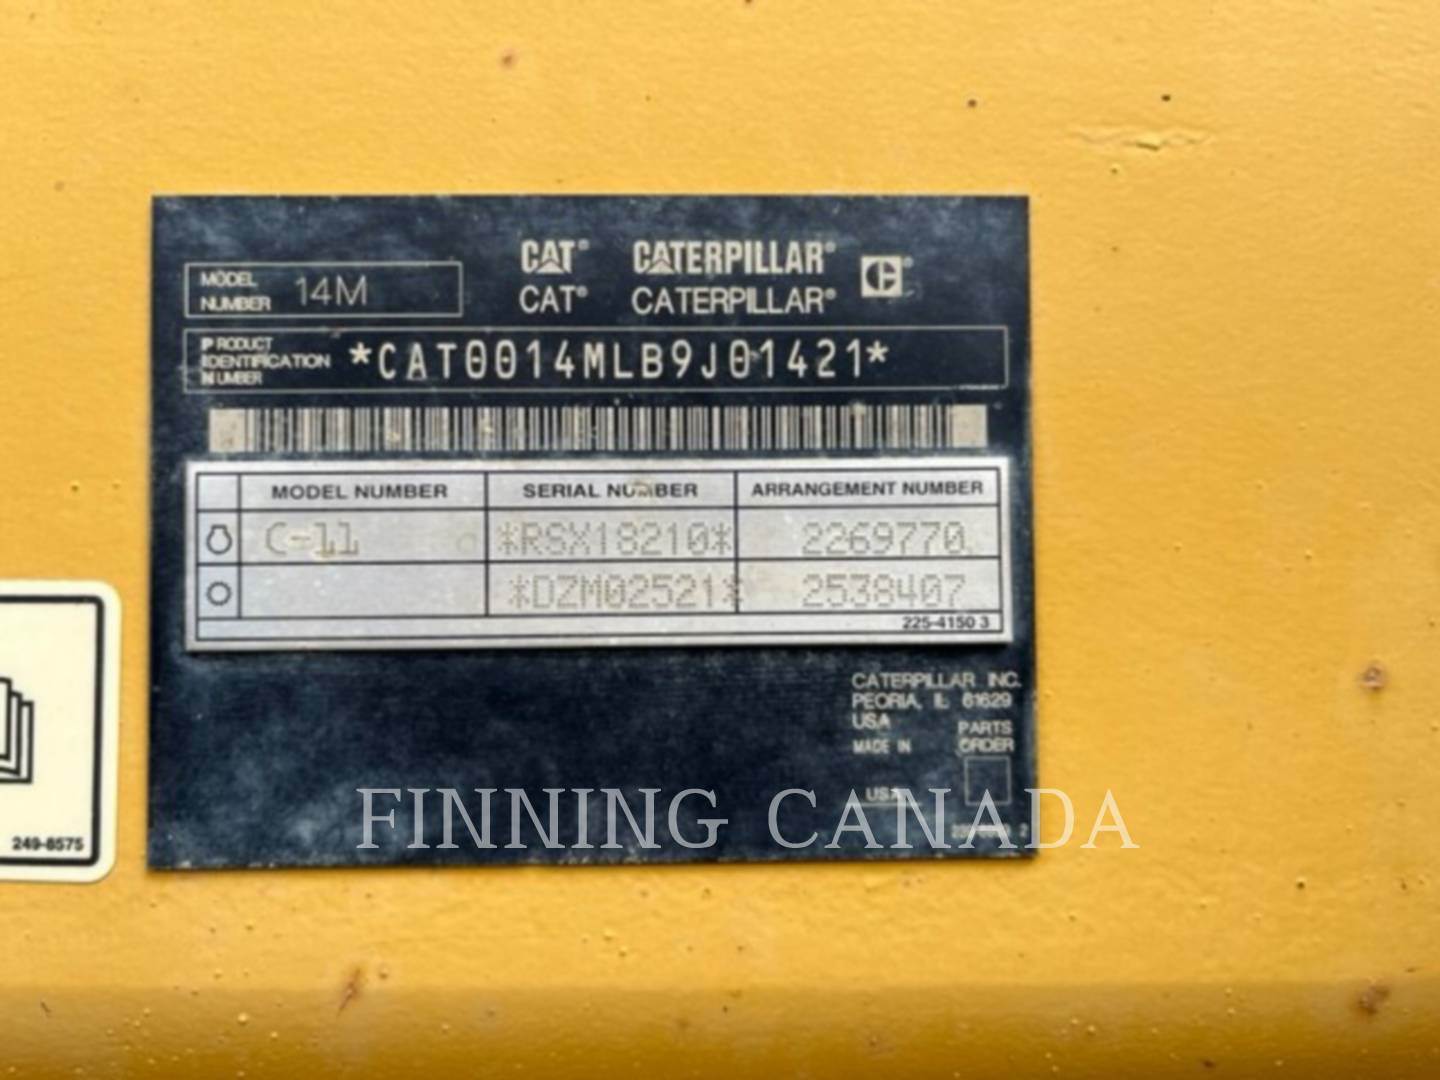 CAT® CATERPILLAR®
CAT® CATERPILLAR®
MODEL
NUMBER 14M
PRODUCT
IDENTIFICATION
NUMBER *CAT0014MLB9J01421*
MODEL NUMBER SERIAL NUMBER ARRANGEMENT NUMBER
C-11 *RSX18210* 2269770
*DZM02521* 2538407
225-4150 3
CATERPILLAR INC.
PEORIA, IL 61629
USA
MADE IN
PARTS
ORDER
USA
2
249-8575
FINNING CANADA